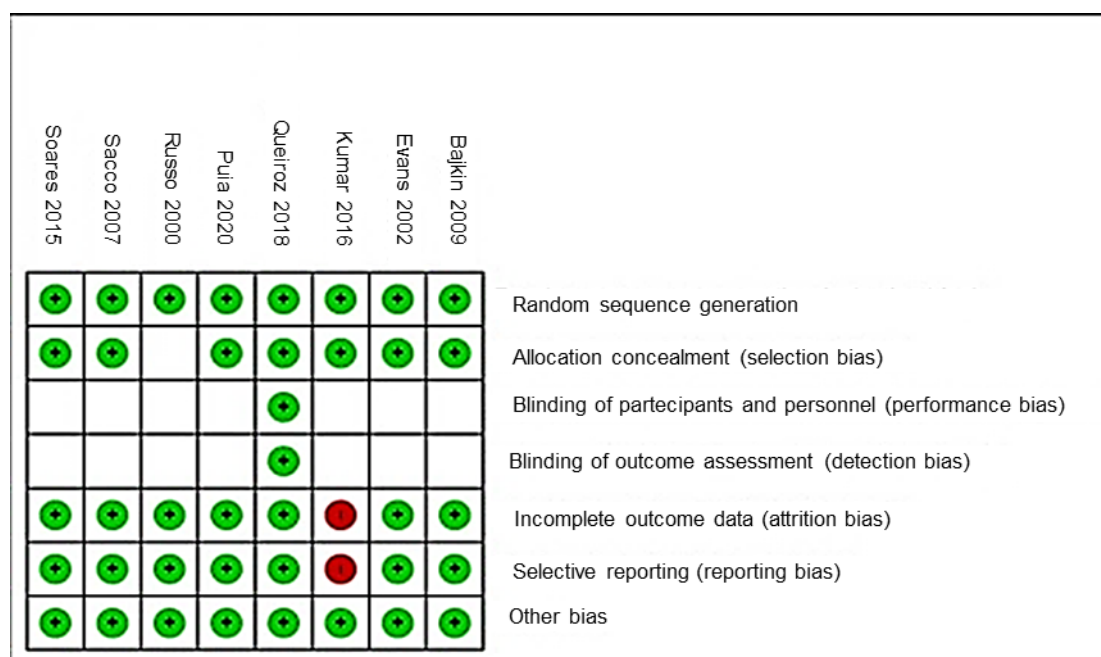 Soares 2015
Sacco 2007
Russo 2000
Puia 2020
Queiroz 2018
Kumar 2016
Evans 2002
Bajkin 2009
Random sequence generation
Allocation concealment (selection bias)
Blinding of partecipants and personnel (performance bias)
Blinding of outcome assessment (detection bias)
Incomplete outcome data (attrition bias)
Selective reporting (reporting bias)
Other bias